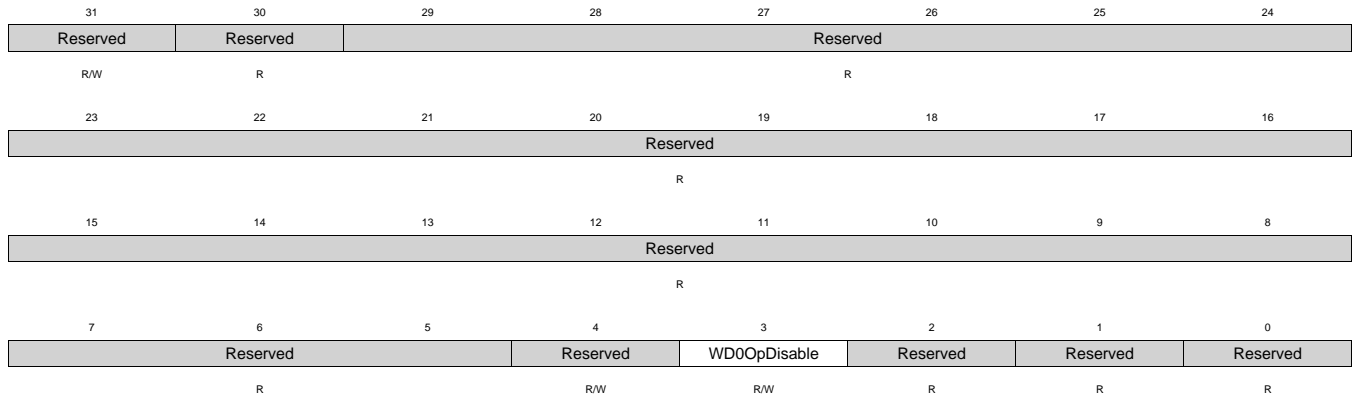 31 30 29 28 27 26 25 24
Reserved Reserved Reserved
R/W R R
23 22 21 20 19 18 17 16
Reserved
R
15 14 13 12 11 10 9 8
Reserved
R
7 6 5 4 3 2 1 0
Reserved Reserved WD0OpDisable Reserved Reserved Reserved
R R/W R/W R R R